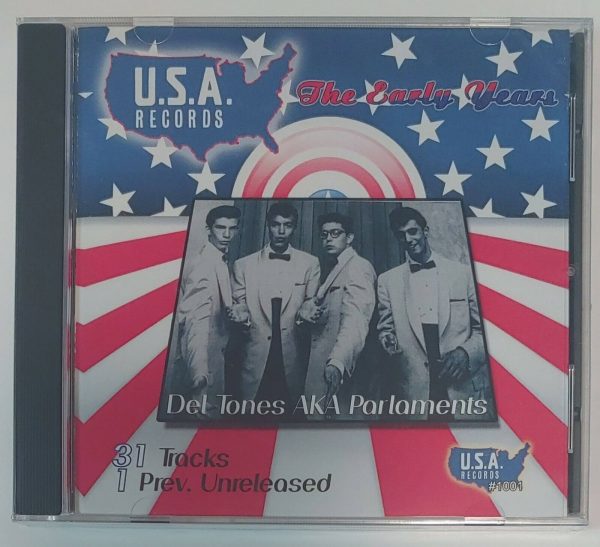 U.S.A.
RECORDS
The Early Years
Del Tones AKA Parlaments
31 Tracks
1 Prev. Unreleased
U.S.A.
RECORDS
#1001